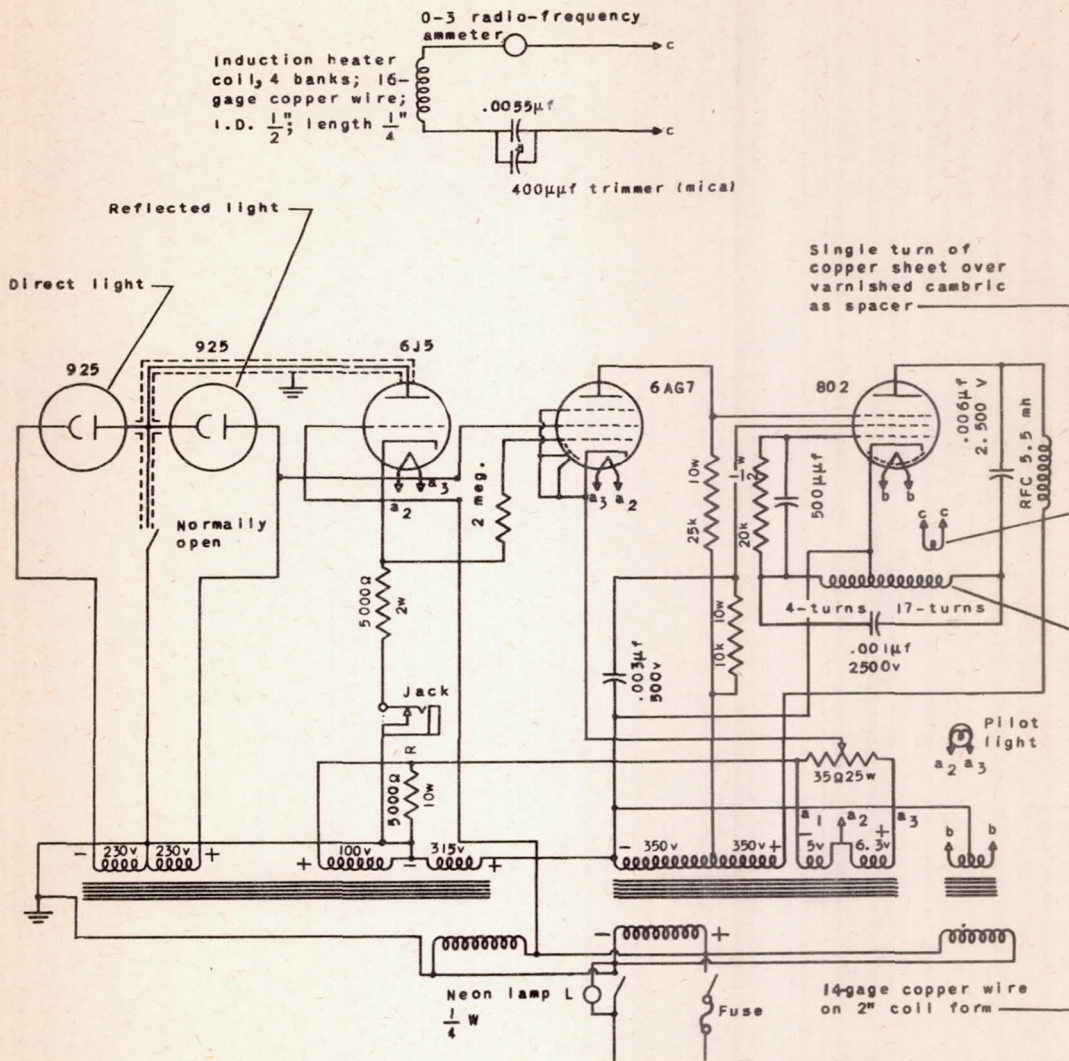 0-3 radio-frequency
ammeter
c
Induction heater
coil, 4 banks; 16-
gage copper wire;
I.D. 1/2"; length 1/4"
.0055µf
c
400µµf trimmer (mica)
Reflected light
Direct light
Single turn of
copper sheet over
varnished cambric
as spacer
925
925
6J5
6AG7
802
.006µf
2.500 V
RFC 5.5 mh
a2
a3
2 meg.
a3
a2
10w
25k
1/2 w
20k
500µµf
b
b
c
c
Normally
open
5000Ω
2w
4-turns
17-turns
10w
10k
.001µf
2500v
.003µf
500v
Jack
R
5000Ω
10w
Pilot
light
a2 a3
35Ω25w
a1
a2
a3
b
b
- 230v 230v +
+ 100v - 315v +
- 350v 350v +
- 5v 6.3v +
- +
Neon lamp L
1/4 W
Fuse
14-gage copper wire
on 2" coil form